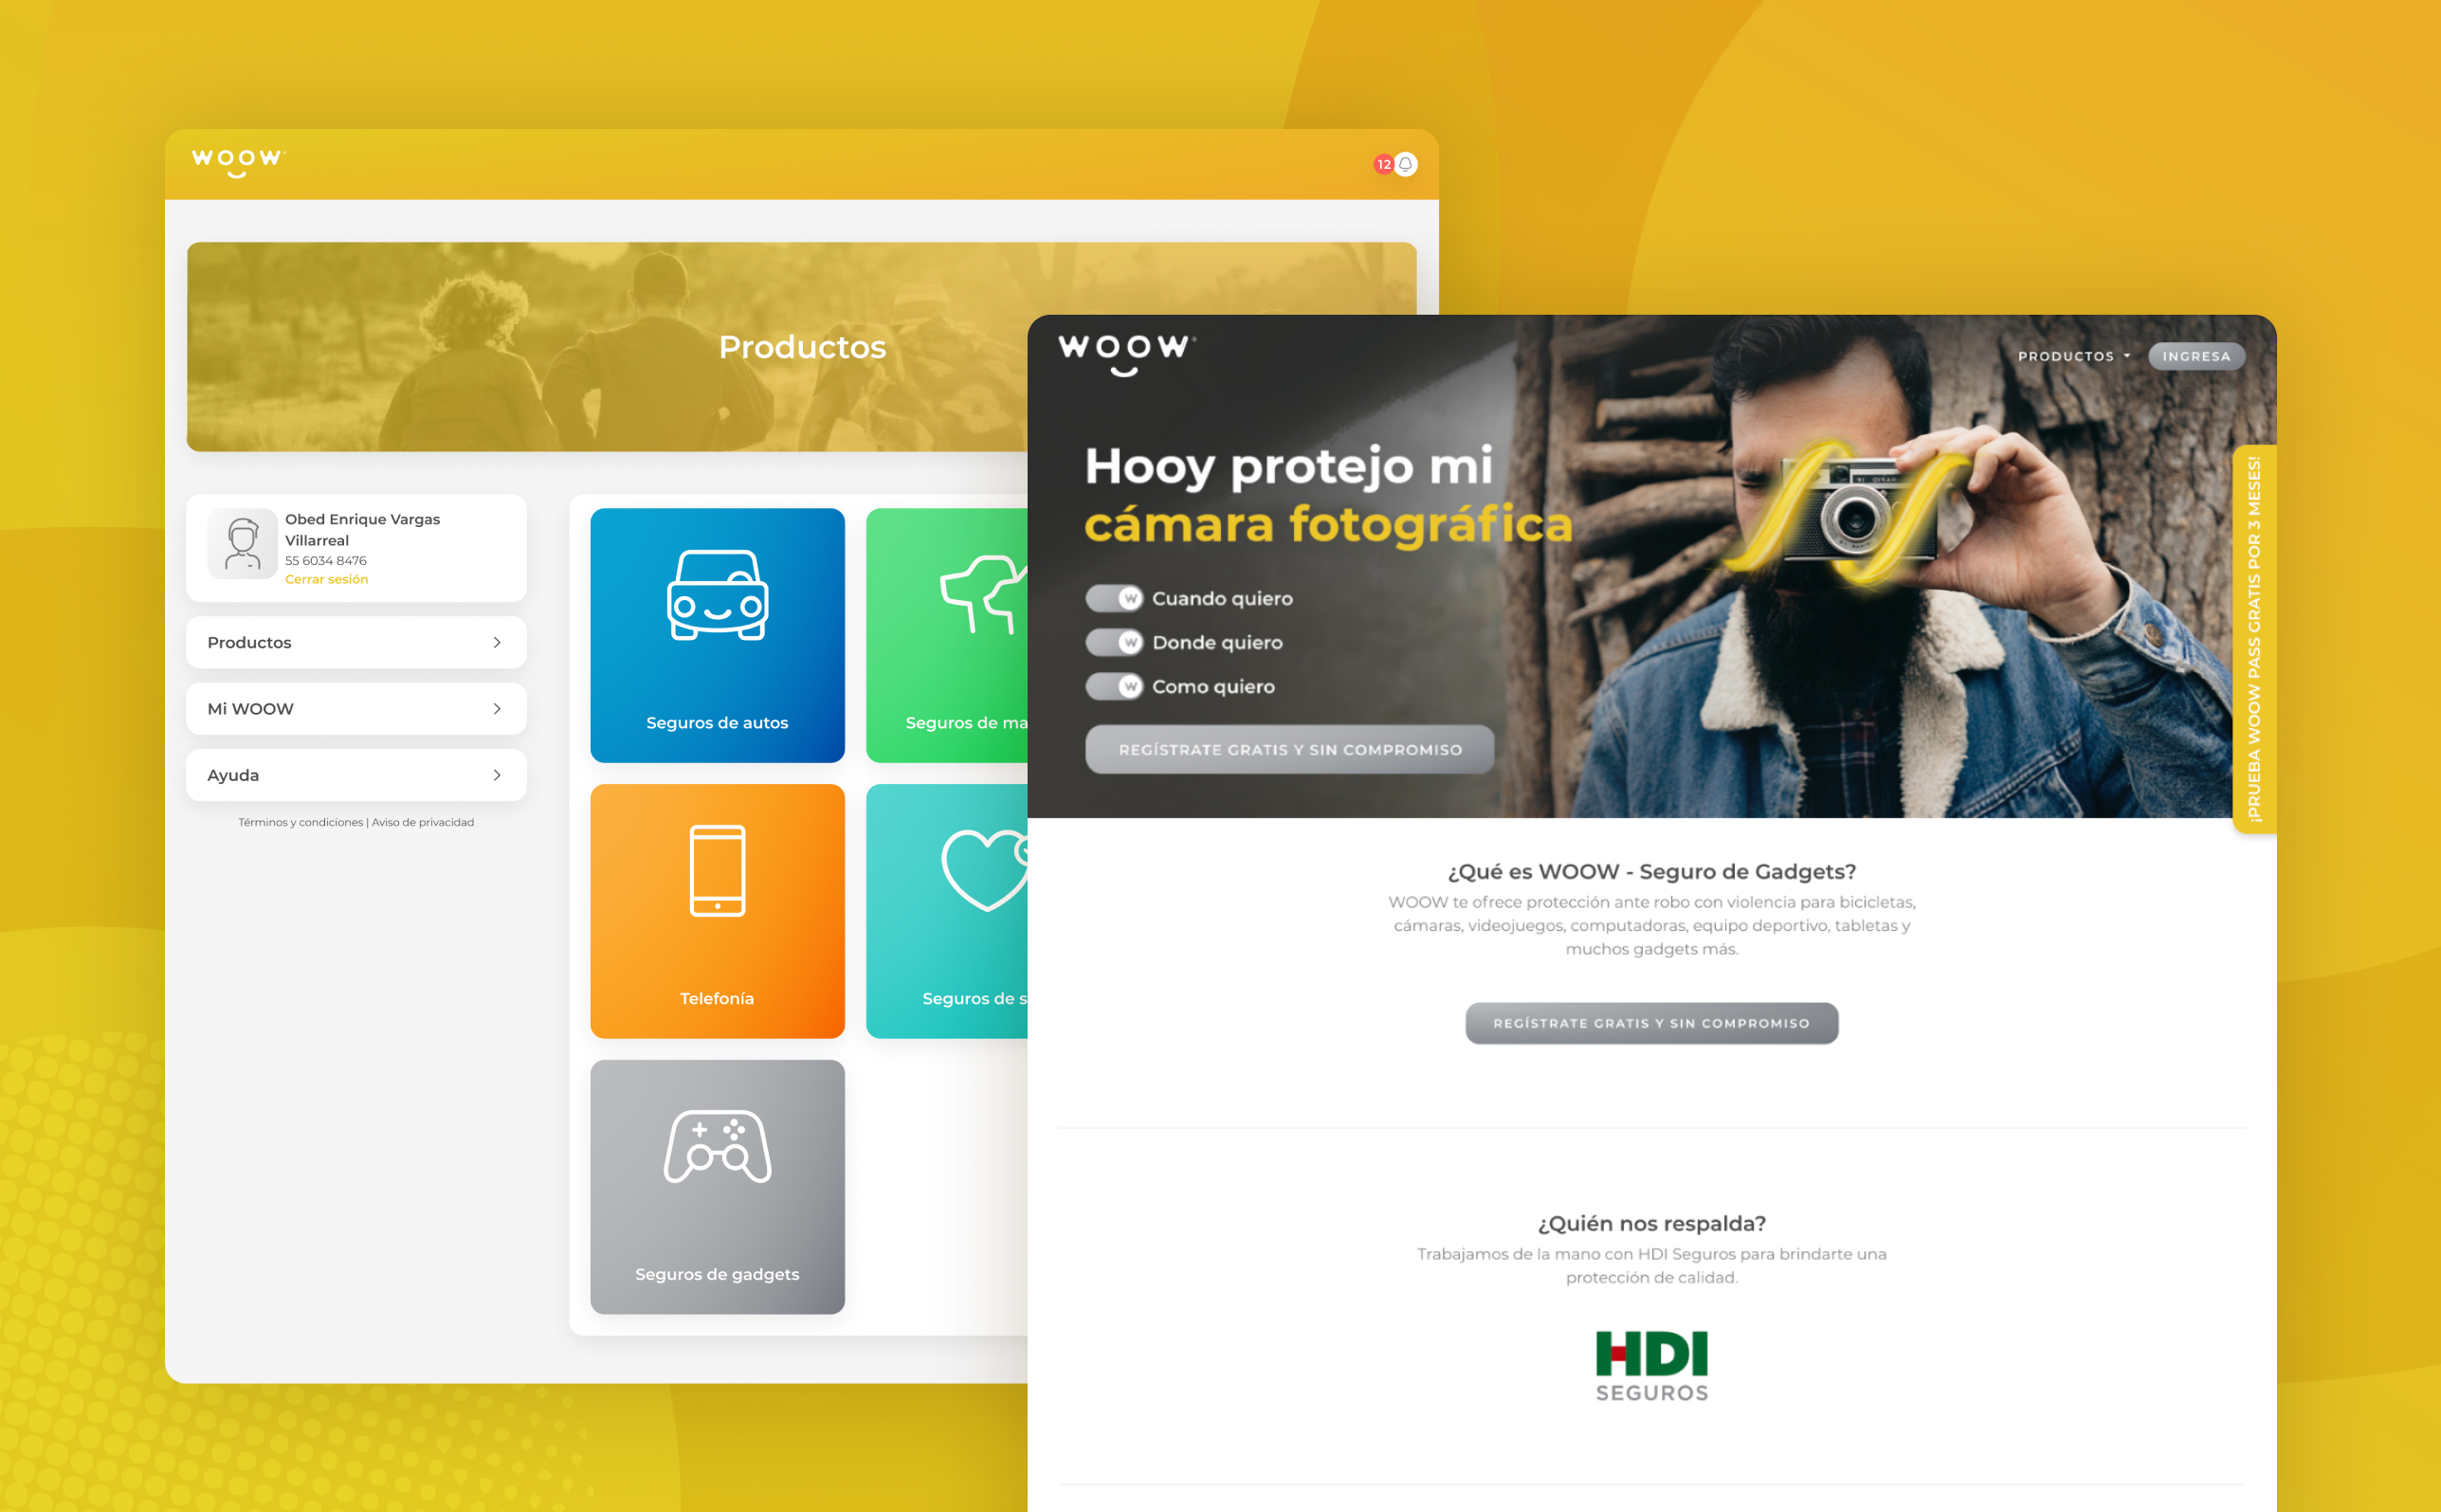 WOOW
12
Productos
Obed Enrique Vargas
Villarreal
55 6034 8476
Cerrar sesión
Productos
Mi WOOW
Ayuda
Términos y condiciones | Aviso de privacidad
Seguros de autos
Seguros de ma
Telefonía
Seguros de s
Seguros de gadgets
WOOW
PRODUCTOS
INGRESA
Hooy protejo mi
cámara fotográfica
W Cuando quiero
W Donde quiero
W Como quiero
REGÍSTRATE GRATIS Y SIN COMPROMISO
¡PRUEBA WOOW PASS GRATIS POR 3 MESES!
¿Qué es WOOW - Seguro de Gadgets?
WOOW te ofrece protección ante robo con violencia para bicicletas,
cámaras, videojuegos, computadoras, equipo deportivo, tabletas y
muchos gadgets más.
REGÍSTRATE GRATIS Y SIN COMPROMISO
¿Quién nos respalda?
Trabajamos de la mano con HDI Seguros para brindarte una
protección de calidad.
HDI
SEGUROS